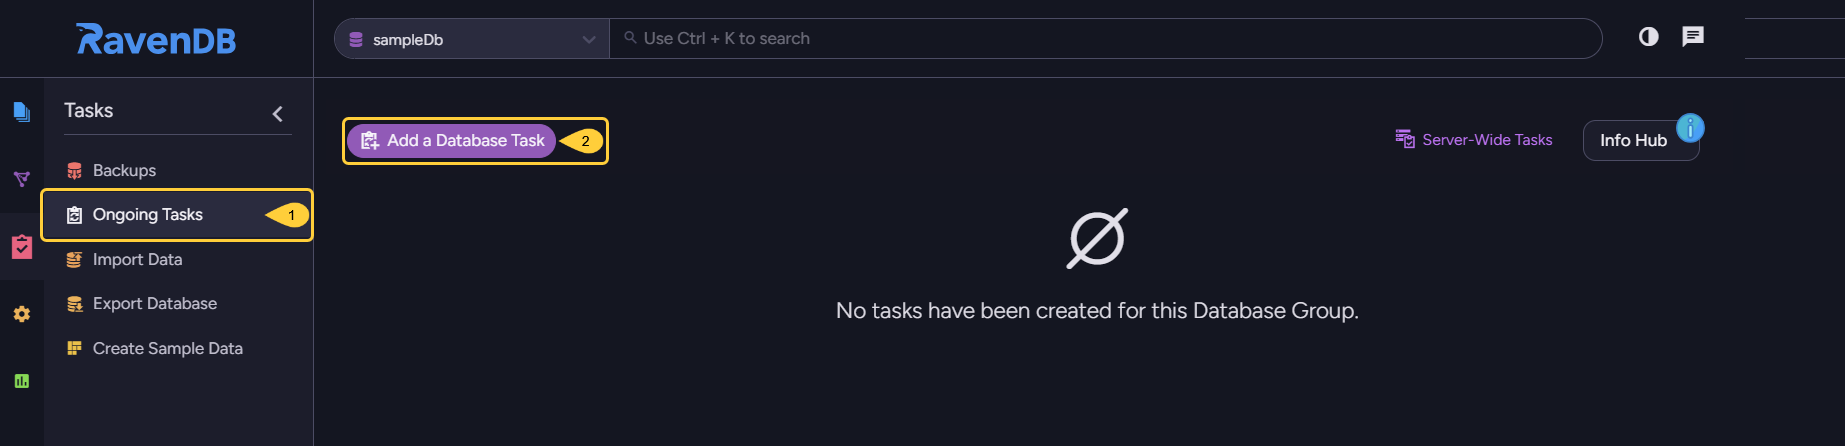 RavenDB
sampleDb
Use Ctrl + K to search
Tasks
Backups
Ongoing Tasks 1
Import Data
Export Database
Create Sample Data
Add a Database Task 2
Server-Wide Tasks
Info Hub i
No tasks have been created for this Database Group.